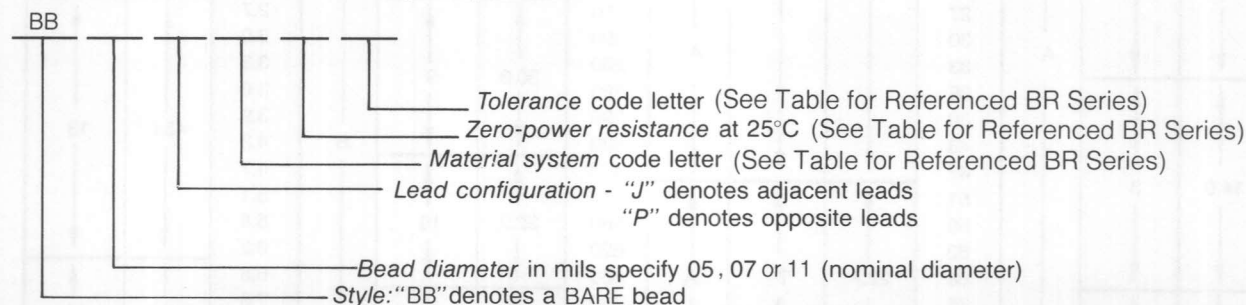 BB
Tolerance code letter (See Table for Referenced BR Series)
Zero-power resistance at 25°C (See Table for Referenced BR Series)
Material system code letter (See Table for Referenced BR Series)
Lead configuration - "J" denotes adjacent leads
"P" denotes opposite leads
Bead diameter in mils specify 05, 07 or 11 (nominal diameter)
Style: "BB" denotes a BARE bead